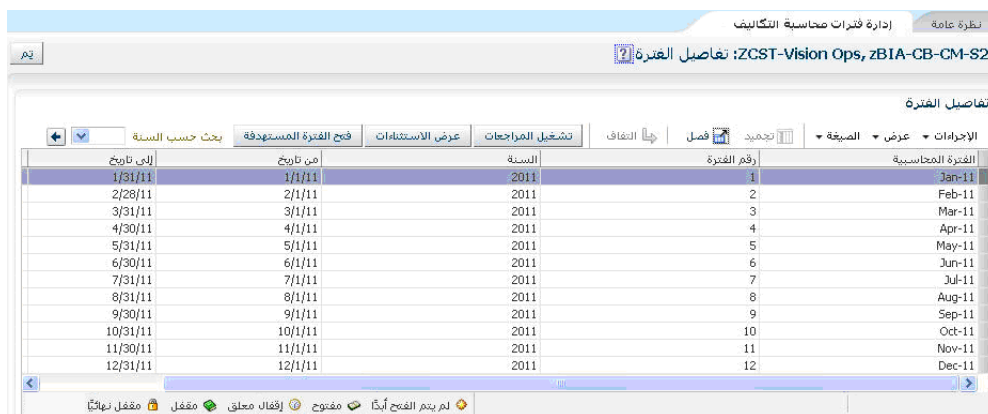 نظرة عامة إدارة فترات محاسبة التكاليف
ZCST-Vision Ops, zBIA-CB-CM-S2: تفاصيل الفترة ?
تم
تفاصيل الفترة
الإجراءات عرض الصيغة تجميد فصل التفاف تشغيل المراجعات عرض الاستثناءات فتح الفترة المستهدفة بحث حسب السنة
الفترة المحاسبية رقم الفترة السنة من تاريخ إلى تاريخ
Jan-11 1 2011 1/1/11 1/31/11
Feb-11 2 2011 2/1/11 2/28/11
Mar-11 3 2011 3/1/11 3/31/11
Apr-11 4 2011 4/1/11 4/30/11
May-11 5 2011 5/1/11 5/31/11
Jun-11 6 2011 6/1/11 6/30/11
Jul-11 7 2011 7/1/11 7/31/11
Aug-11 8 2011 8/1/11 8/31/11
Sep-11 9 2011 9/1/11 9/30/11
Oct-11 10 2011 10/1/11 10/31/11
Nov-11 11 2011 11/1/11 11/30/11
Dec-11 12 2011 12/1/11 12/31/11
لم يتم الفتح أبدًا مفتوح إقفال معلق مقفل مقفل نهائيًا